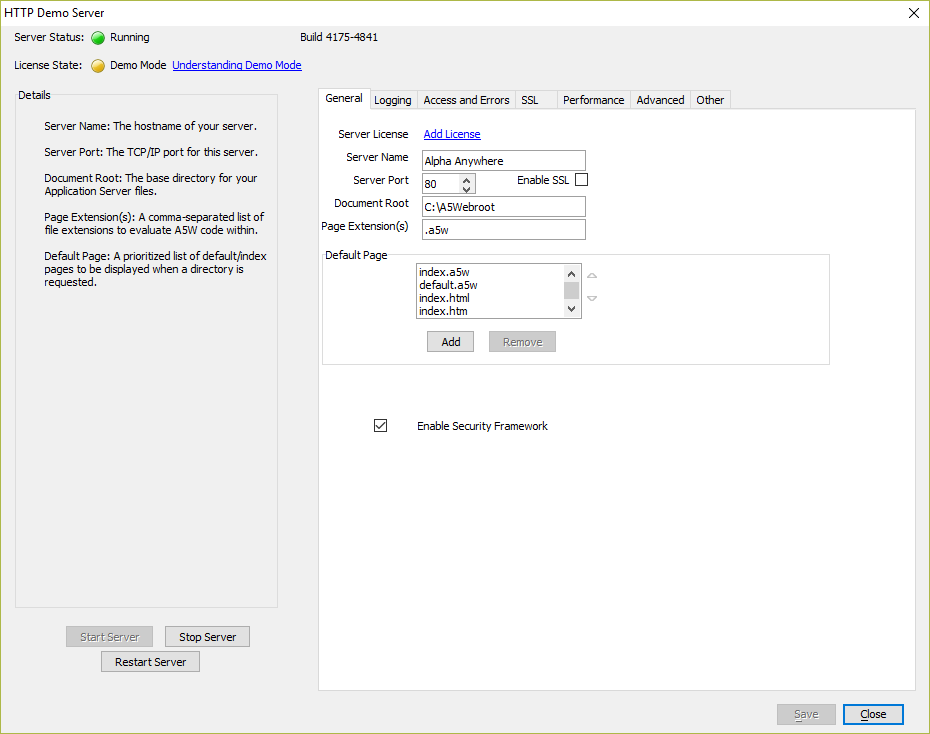 HTTP Demo Server
Server Status: Running
Build 4175-4841
License State: Demo Mode Understanding Demo Mode
Details
Server Name: The hostname of your server.
Server Port: The TCP/IP port for this server.
Document Root: The base directory for your
Application Server files.
Page Extension(s): A comma-separated list of
file extensions to evaluate A5W code within.
Default Page: A prioritized list of default/index
pages to be displayed when a directory is
requested.
Start Server
Stop Server
Restart Server
General Logging Access and Errors SSL Performance Advanced Other
Server License Add License
Server Name Alpha Anywhere
Server Port 80 Enable SSL
Document Root C:\A5Webroot
Page Extension(s) .a5w
Default Page
index.a5w
default.a5w
index.html
index.htm
Add Remove
Enable Security Framework
Save Close